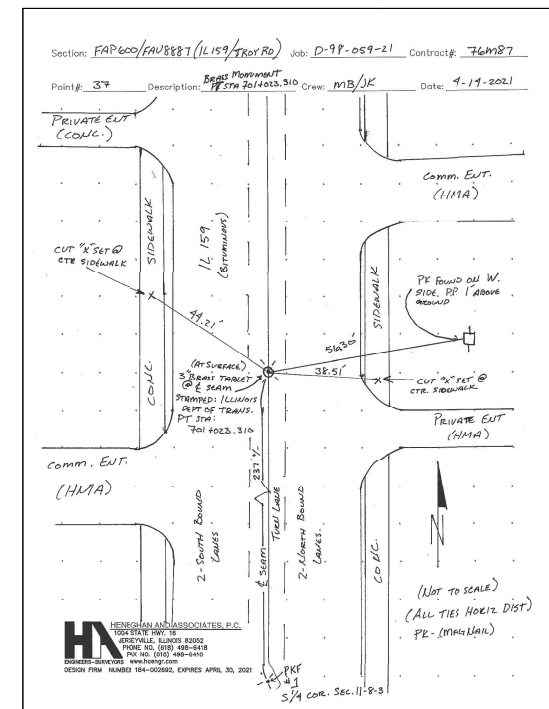 Section: FAP600/FAU8887 (IL159/TROY RD) Job: D-98-059-21 Contract#: 76M87
BRASS MONUMENT
Point#: 37 Description: PT STA 701+023.310 Crew: MB/JK Date: 4-14-2021
PRIVATE ENT
(CONC.)
COMM. ENT.
(HMA)
SIDEWALK
IL 159
(BITUMINOUS)
CUT "X" SET @
CTR SIDEWALK
SIDEWALK
PK FOUND ON W.
SIDE. P.P. 1' ABOVE
GROUND
44.21'
56.30'
38.51'
(AT SURFACE)
3" BRASS TABLET
@ ℄ SEAM
STAMPED: ILLINOIS
DEPT OF TRANS.
PT STA:
701+023.310
CONC.
CUT "X" SET @
CTR. SIDEWALK
PRIVATE ENT
(HMA)
COMM. ENT.
(HMA)
237' +/-
2-SOUTH BOUND
LANES
℄ SEAM
TURN LANE
2-NORTH BOUND
LANES.
CONC.
N
(NOT TO SCALE)
(ALL TIES HORIZ DIST)
PK-(MAG NAIL)
HA
ENGINEERS-SURVEYORS
HENEGHAN AND ASSOCIATES, P.C.
1004 STATE HWY. 16
JERSEYVILLE, ILLINOIS 62052
PHONE NO. (618) 498-6418
FAX NO. (618) 498-6410
www.haengr.com
DESIGN FIRM NUMBER 184-002692, EXPIRES APRIL 30, 2021
PKF
#1
S 1/4 COR. SEC. 11-8-3